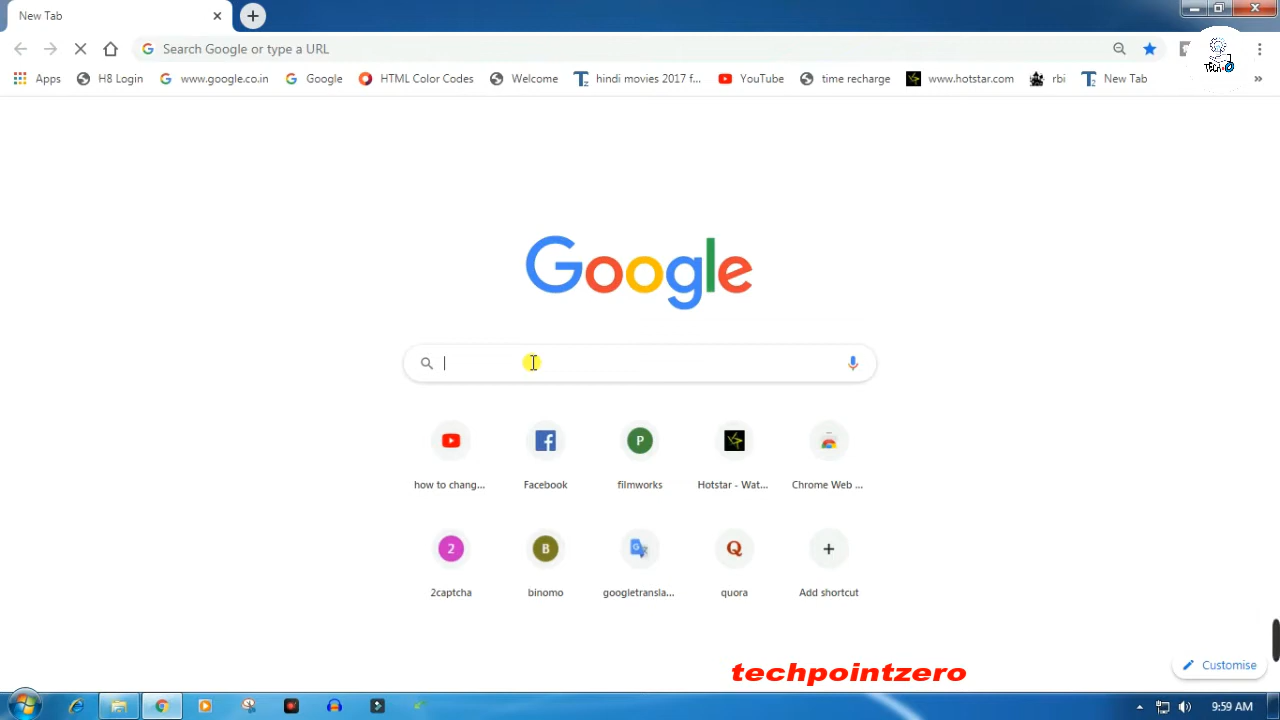 New Tab
Search Google or type a URL
Apps H8 Login www.google.co.in Google HTML Color Codes Welcome hindi movies 2017 f... YouTube time recharge www.hotstar.com rbi New Tab »
Google
how to chang... Facebook filmworks Hotstar - Wat... Chrome Web ...
2captcha binomo googletransla... quora Add shortcut
Customise
techpointzero
9:59 AM